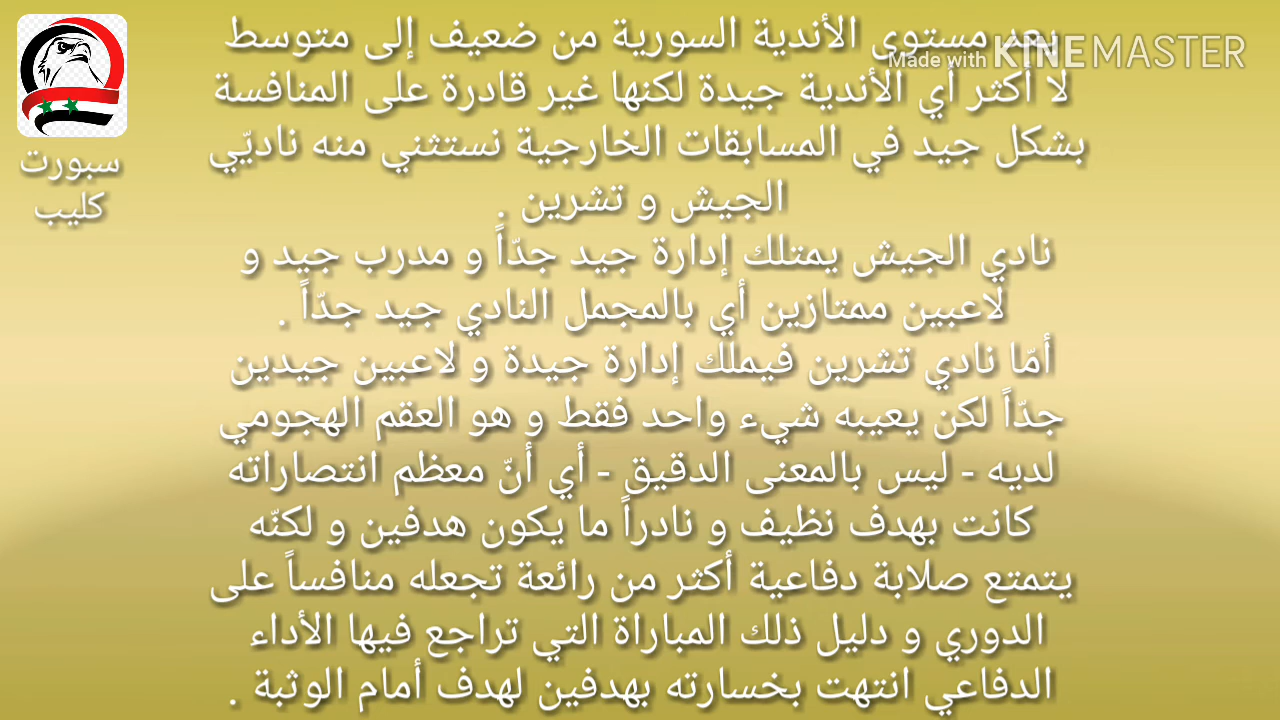 مستوى الأندية السورية من ضعيف إلى متوسط
Made with KINEMASTER
لا أكثر أي الأندية جيدة لكنها غير قادرة على المنافسة
بشكل جيد في المسابقات الخارجية نستثني منه ناديّي
الجيش و تشرين .
نادي الجيش يمتلك إدارة جيد جدّاً و مدرب جيد و
لاعبين ممتازين أي بالمجمل النادي جيد جدّاً .
أمّا نادي تشرين فيملك إدارة جيدة و لاعبين جيدين
جدّاً لكن يعيبه شيء واحد فقط و هو العقم الهجومي
لديه - ليس بالمعنى الدقيق - أي أنّ معظم انتصاراته
كانت بهدف نظيف و نادراً ما يكون هدفين و لكنّه
يتمتع صلابة دفاعية أكثر من رائعة تجعله منافساً على
الدوري و دليل ذلك المباراة التي تراجع فيها الأداء
الدفاعي انتهت بخسارته بهدفين لهدف أمام الوثبة .
سبورت
كليب